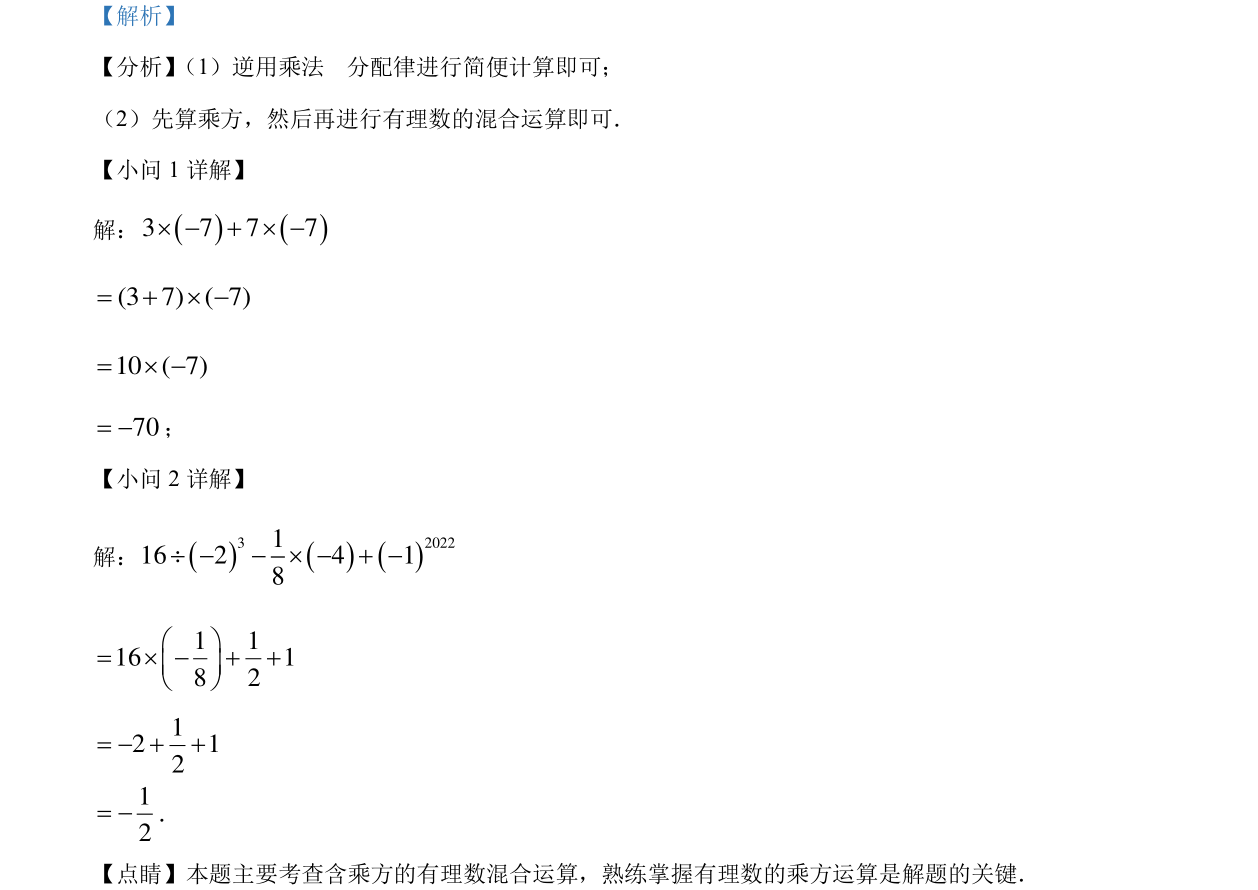 【解析】
【分析】（1）逆用乘法 分配律进行简便计算即可；
（2）先算乘方，然后再进行有理数的混合运算即可．
【小问 1 详解】
解：3×(−7)+7×(−7)
=(3+7)×(−7)
=10×(−7)
=−70；
【小问 2 详解】
解：16÷(−2)³−1/8×(−4)+(−1)²⁰²²
=16×(−1/8)+1/2+1
=−2+1/2+1
=−1/2．
【点睛】本题主要考查含乘方的有理数混合运算，熟练掌握有理数的乘方运算是解题的关键．